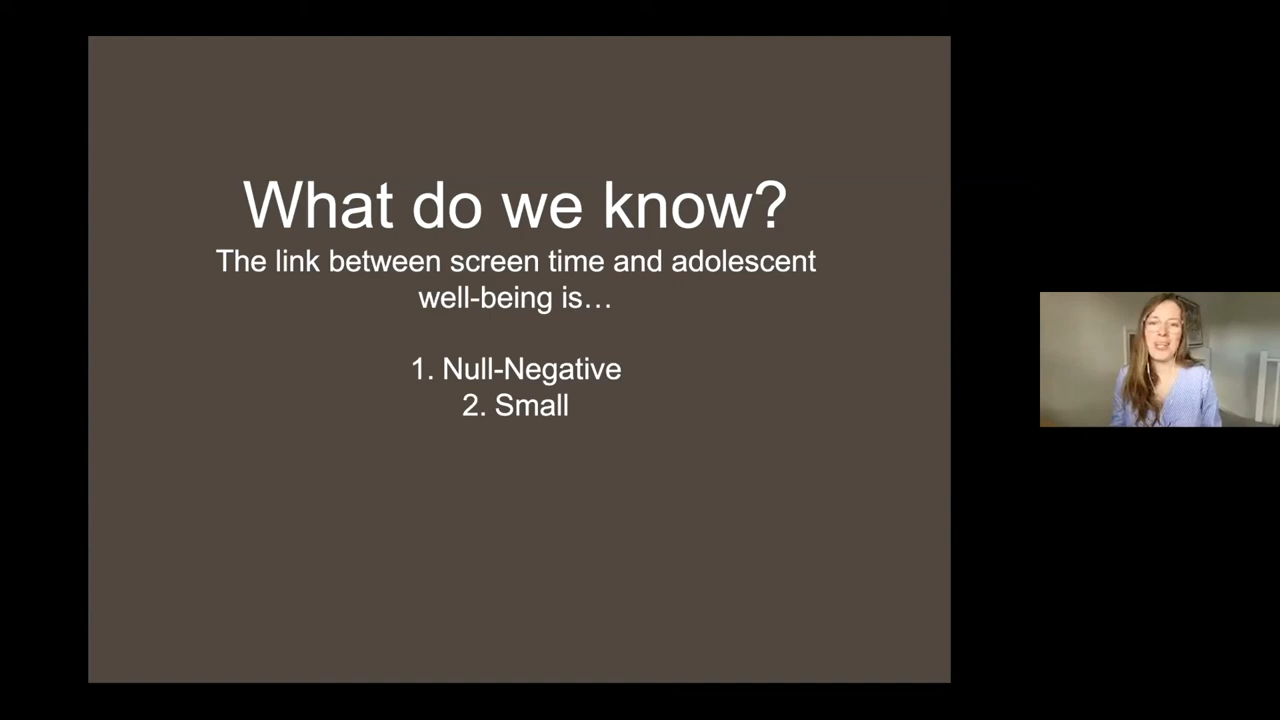 What do we know?
The link between screen time and adolescent
well-being is…
1. Null-Negative
2. Small